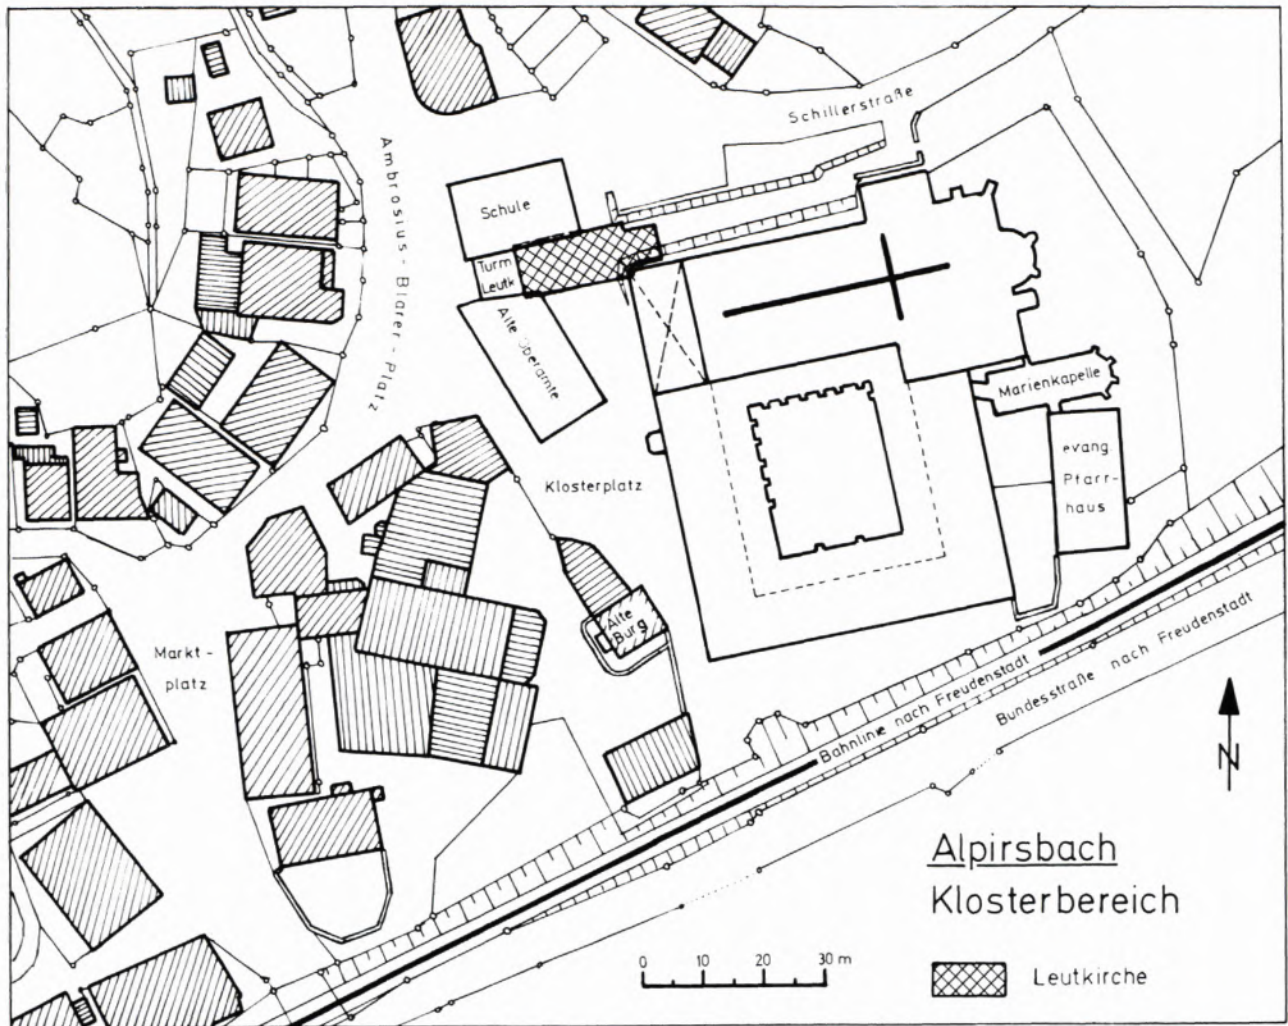 Schillerstraße
Ambrosius-Blarer-Platz
Schule
Turm
Leutk
Alte Oberamtei
Marienkapelle
evang.
Pfarr-
haus
Klosterplatz
Alte
Burg
Markt-
platz
Bahnlinie nach Freudenstadt
Bundesstraße nach Freudenstadt
N
Alpirsbach
Klosterbereich
0 10 20 30 m
Leutkirche